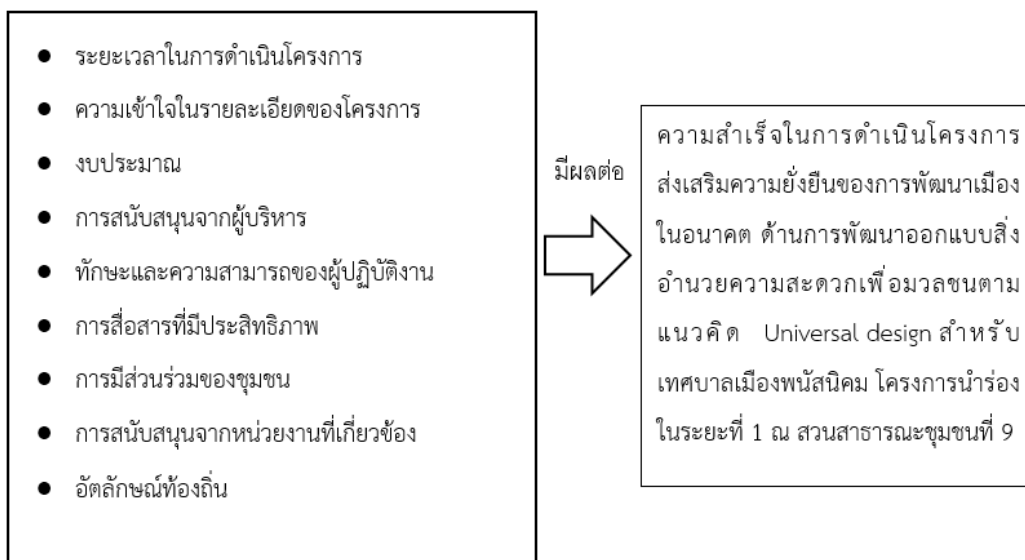 ● ระยะเวลาในการดำเนินโครงการ
● ความเข้าใจในรายละเอียดของโครงการ
● งบประมาณ
● การสนับสนุนจากผู้บริหาร
● ทักษะและความสามารถของผู้ปฏิบัติงาน
● การสื่อสารที่มีประสิทธิภาพ
● การมีส่วนร่วมของชุมชน
● การสนับสนุนจากหน่วยงานที่เกี่ยวข้อง
● อัตลักษณ์ท้องถิ่น
มีผลต่อ
ความสำเร็จในการดำเนินโครงการ
ส่งเสริมความยั่งยืนของการพัฒนาเมือง
ในอนาคต ด้านการพัฒนาออกแบบสิ่ง
อำนวยความสะดวกเพื่อมวลชนตาม
แนวคิด Universal design สำหรับ
เทศบาลเมืองพนัสนิคม โครงการนำร่อง
ในระยะที่ 1 ณ สวนสาธารณะชุมชนที่ 9